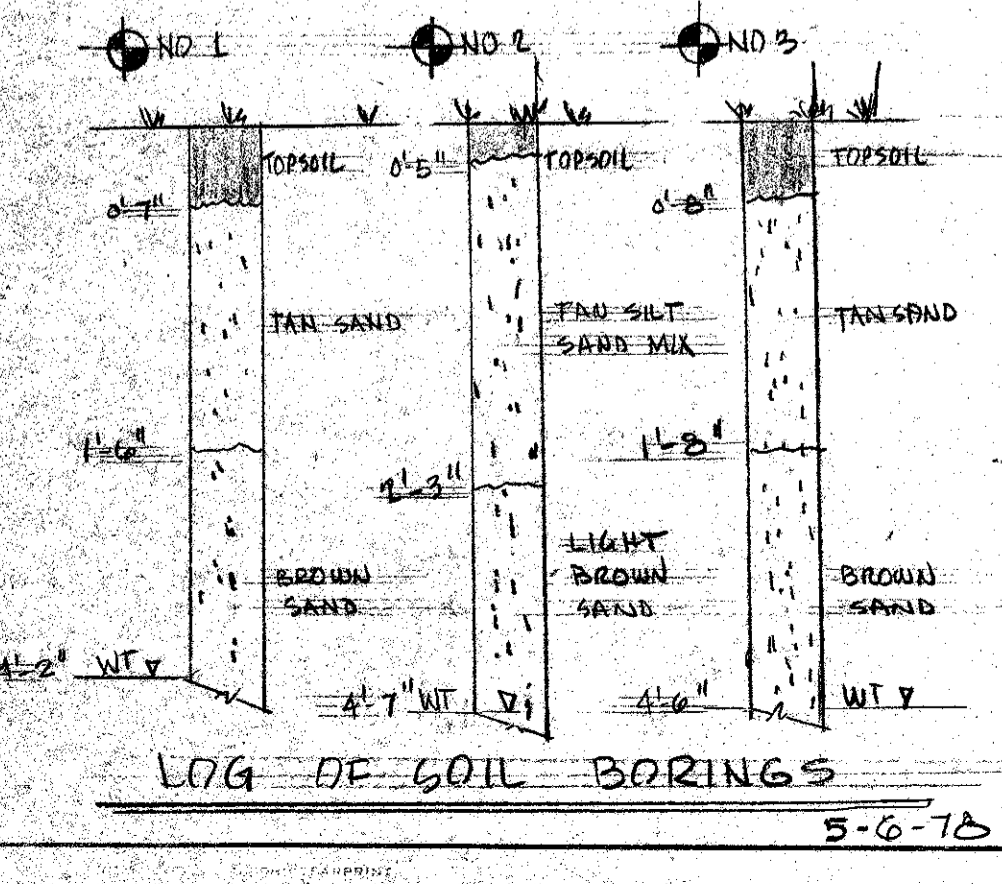 NO 1
NO 2
NO 3
TOPSOIL
0'-7"
TAN SAND
1'-6"
BROWN
SAND
4'-2" WT
0'-5"
TOPSOIL
TAN SILT
SAND MIX
2'-3"
LIGHT
BROWN
SAND
4'-7" WT
TOPSOIL
0'-8"
TAN SAND
1'-8"
BROWN
SAND
4'-6" WT
LOG OF SOIL BORINGS
5-6-78